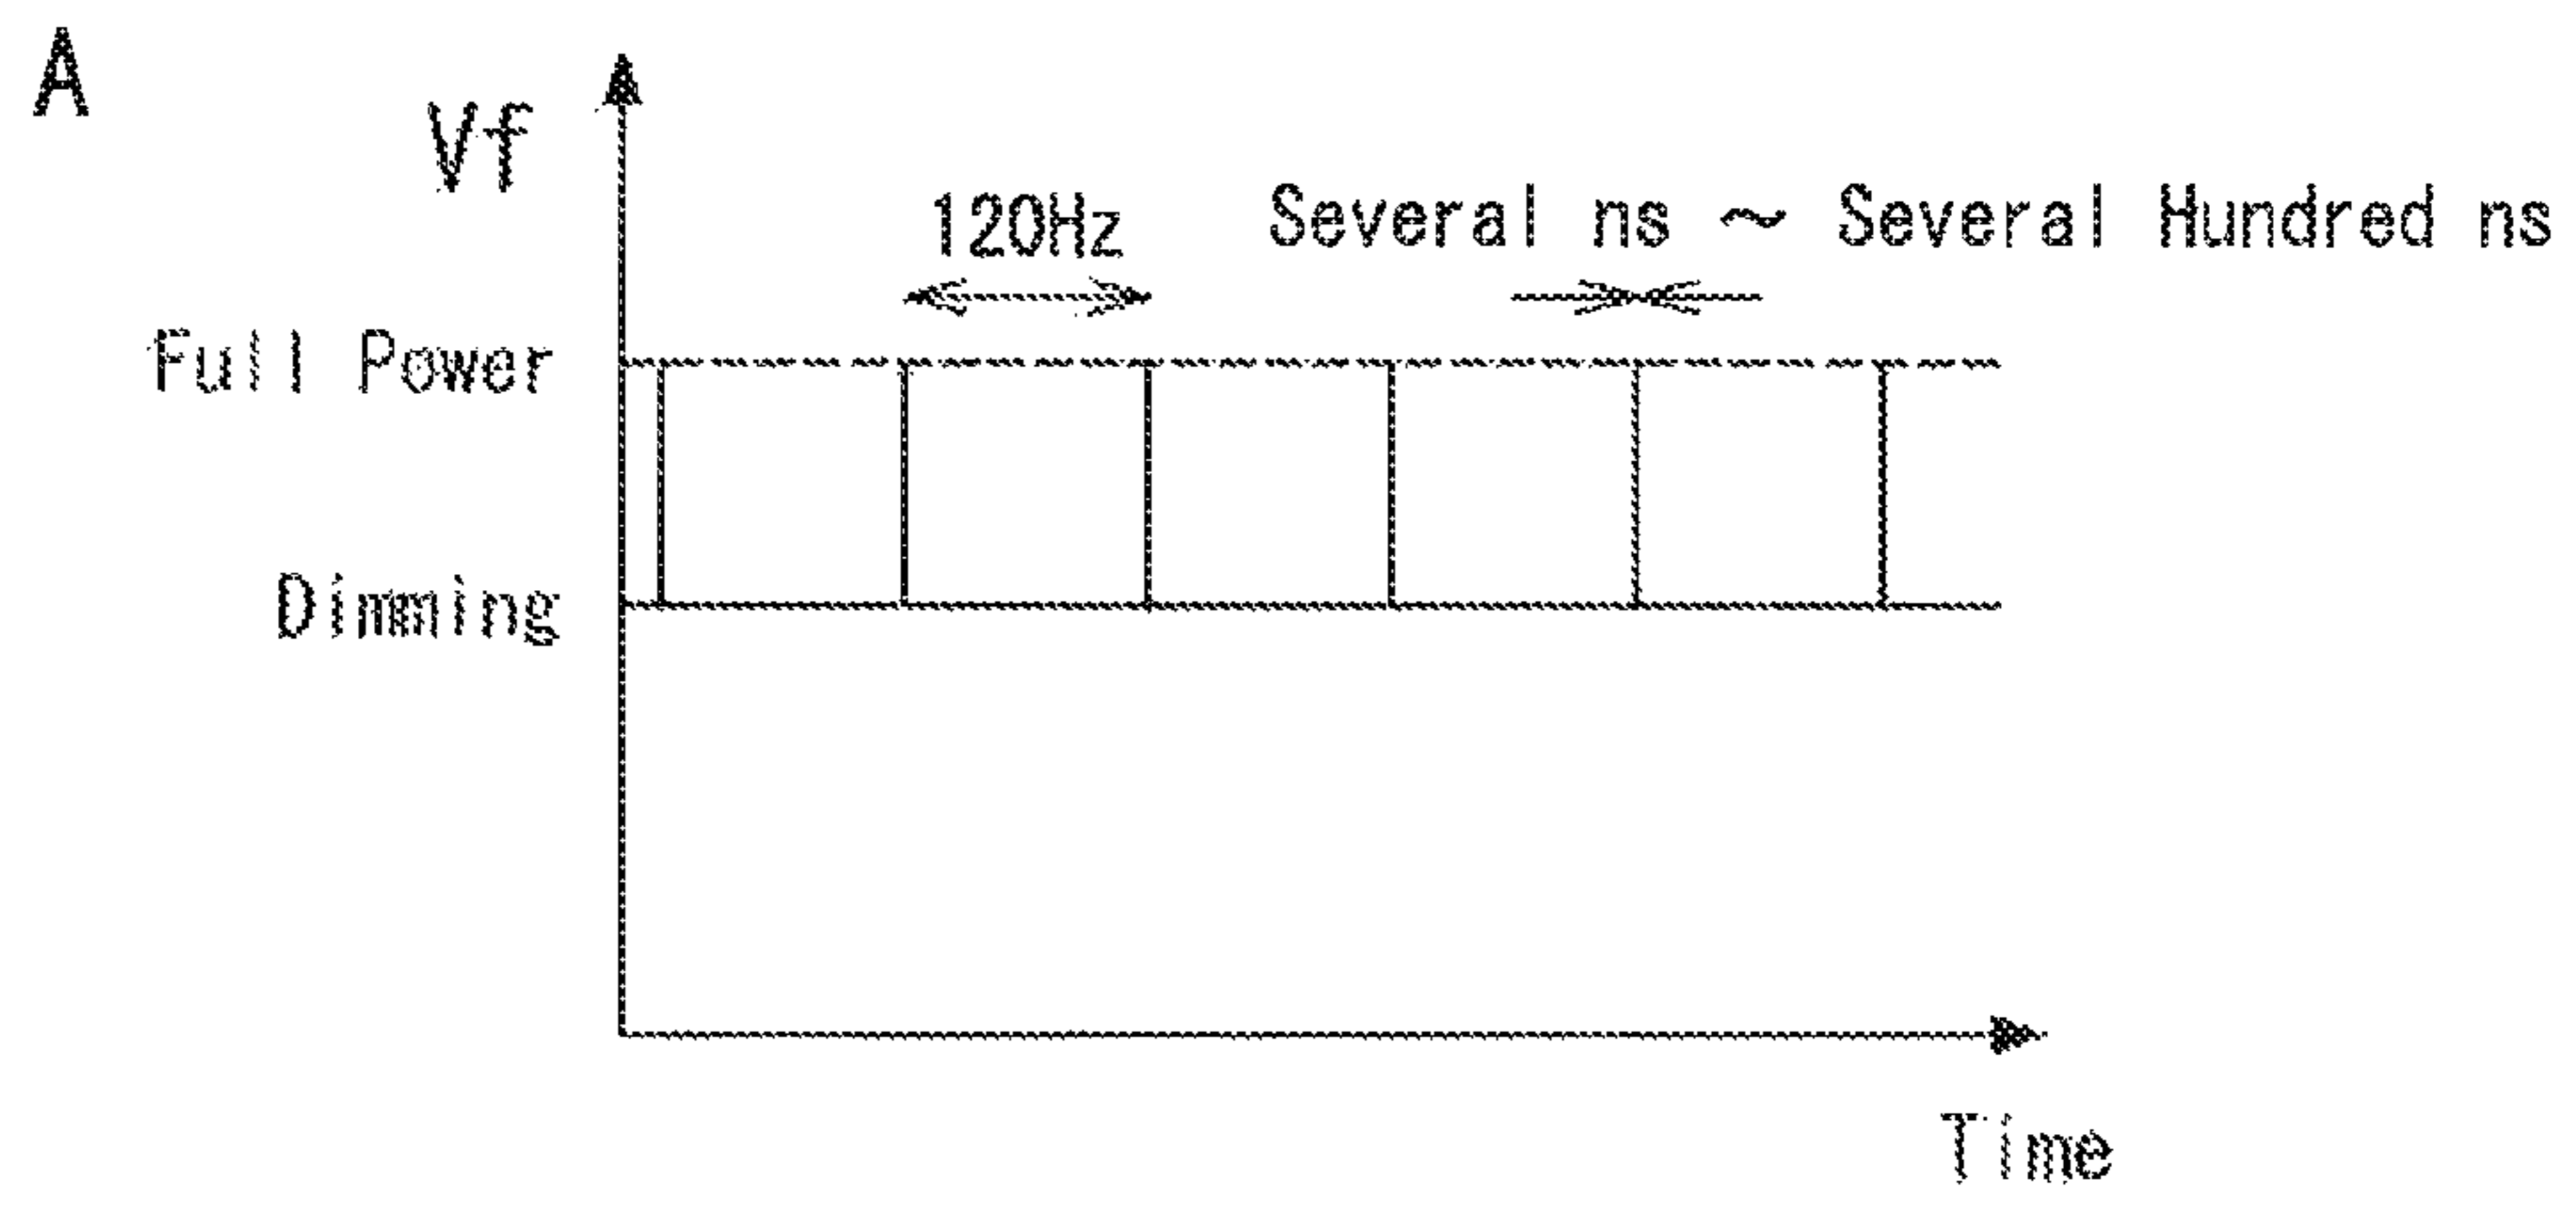 A
Vf
120Hz
Several ns ~ Several Hundred ns
Full Power
Dimming
Time